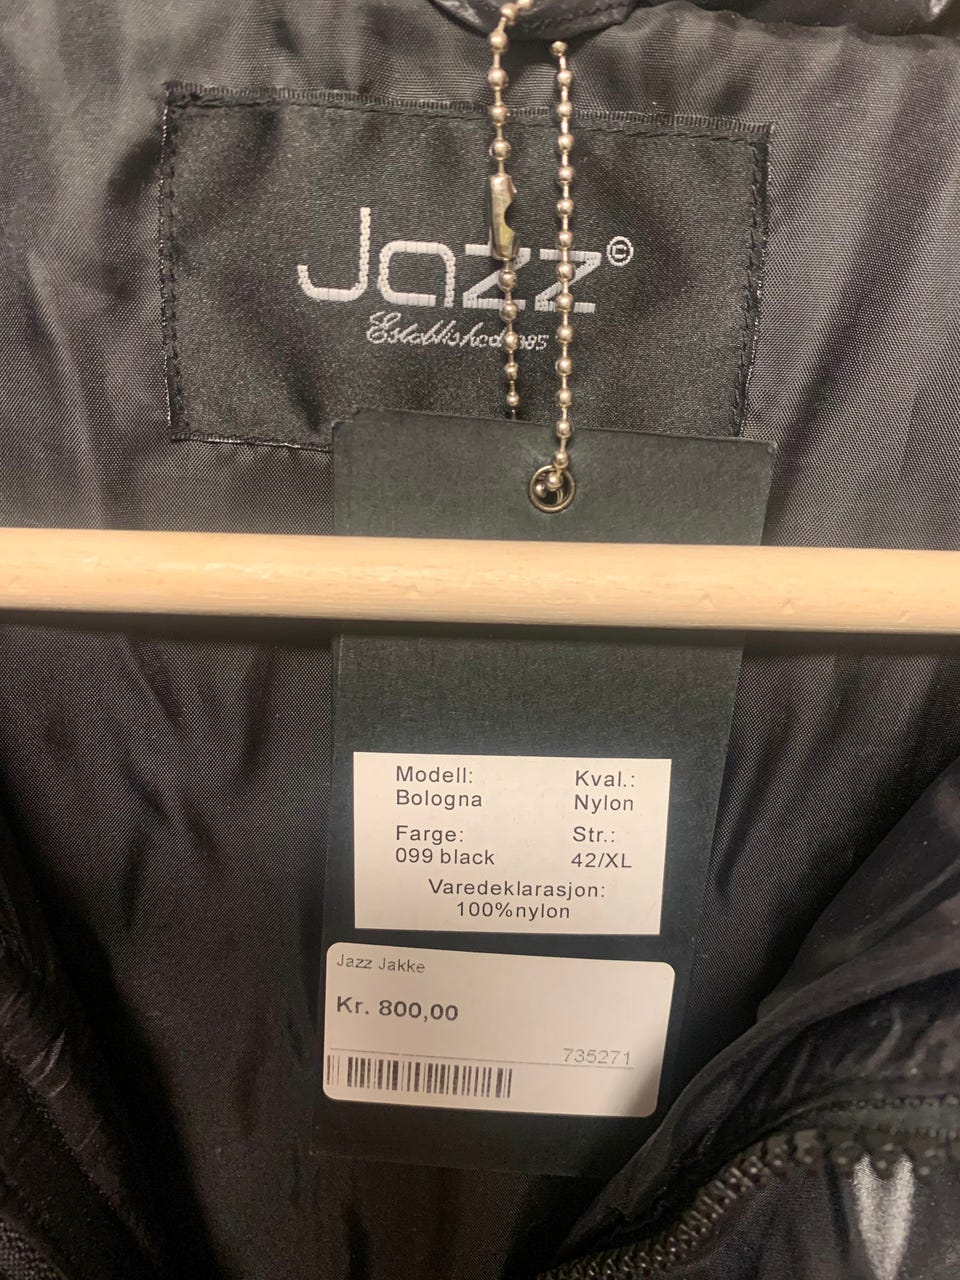 Jazz©
Established 985
Modell:
Bologna
Kval.:
Nylon
Farge:
099 black
Str.:
42/XL
Varedeklarasjon:
100%nylon
Jazz Jakke
Kr. 800,00
735271